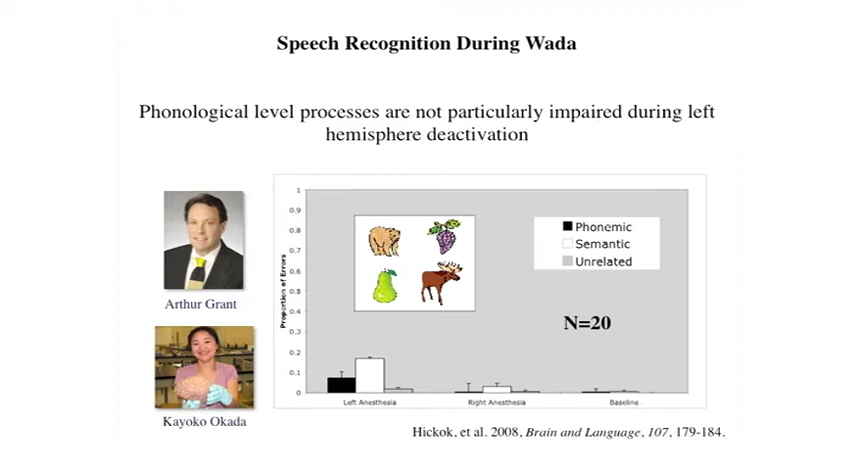 Speech Recognition During Wada
Phonological level processes are not particularly impaired during left
hemisphere deactivation
Arthur Grant
Kayoko Okada
Proportion of Errors
1
0.9
0.8
0.7
0.6
0.5
0.4
0.3
0.2
0.1
0
Phonemic
Semantic
Unrelated
N=20
Left Anesthesia
Right Anesthesia
Baseline
Hickok, et al. 2008, Brain and Language, 107, 179-184.